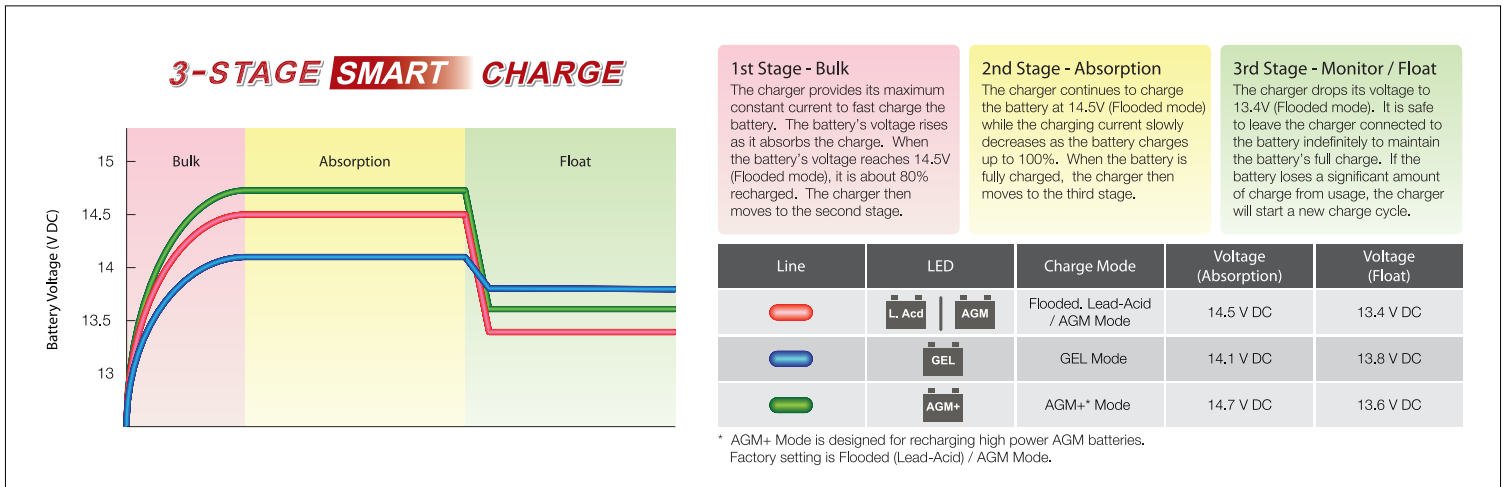 3-STAGE SMART CHARGE
Battery Voltage (V DC)
15
14.5
14
13.5
13
Bulk
Absorption
Float
1st Stage - Bulk
The charger provides its maximum
constant current to fast charge the
battery.  The battery's voltage rises
as it absorbs the charge.  When
the battery's voltage reaches 14.5V
(Flooded mode), it is about 80%
recharged.  The charger then
moves to the second stage.
2nd Stage - Absorption
The charger continues to charge
the battery at 14.5V (Flooded mode)
while the charging current slowly
decreases as the battery charges
up to 100%.  When the battery is
fully charged,  the charger then
moves to the third stage.
3rd Stage - Monitor / Float
The charger drops its voltage to
13.4V (Flooded mode).  It is safe
to leave the charger connected to
the battery indefinitely to maintain
the battery's full charge.  If the
battery loses a significant amount
of charge from usage, the charger
will start a new charge cycle.
Line
LED
Charge Mode
Voltage
(Absorption)
Voltage
(Float)
L. Acd
AGM
Flooded. Lead-Acid
/ AGM Mode
14.5 V DC
13.4 V DC
GEL
GEL Mode
14.1 V DC
13.8 V DC
AGM+
AGM+* Mode
14.7 V DC
13.6 V DC
* AGM+ Mode is designed for recharging high power AGM batteries.
Factory setting is Flooded (Lead-Acid) / AGM Mode.